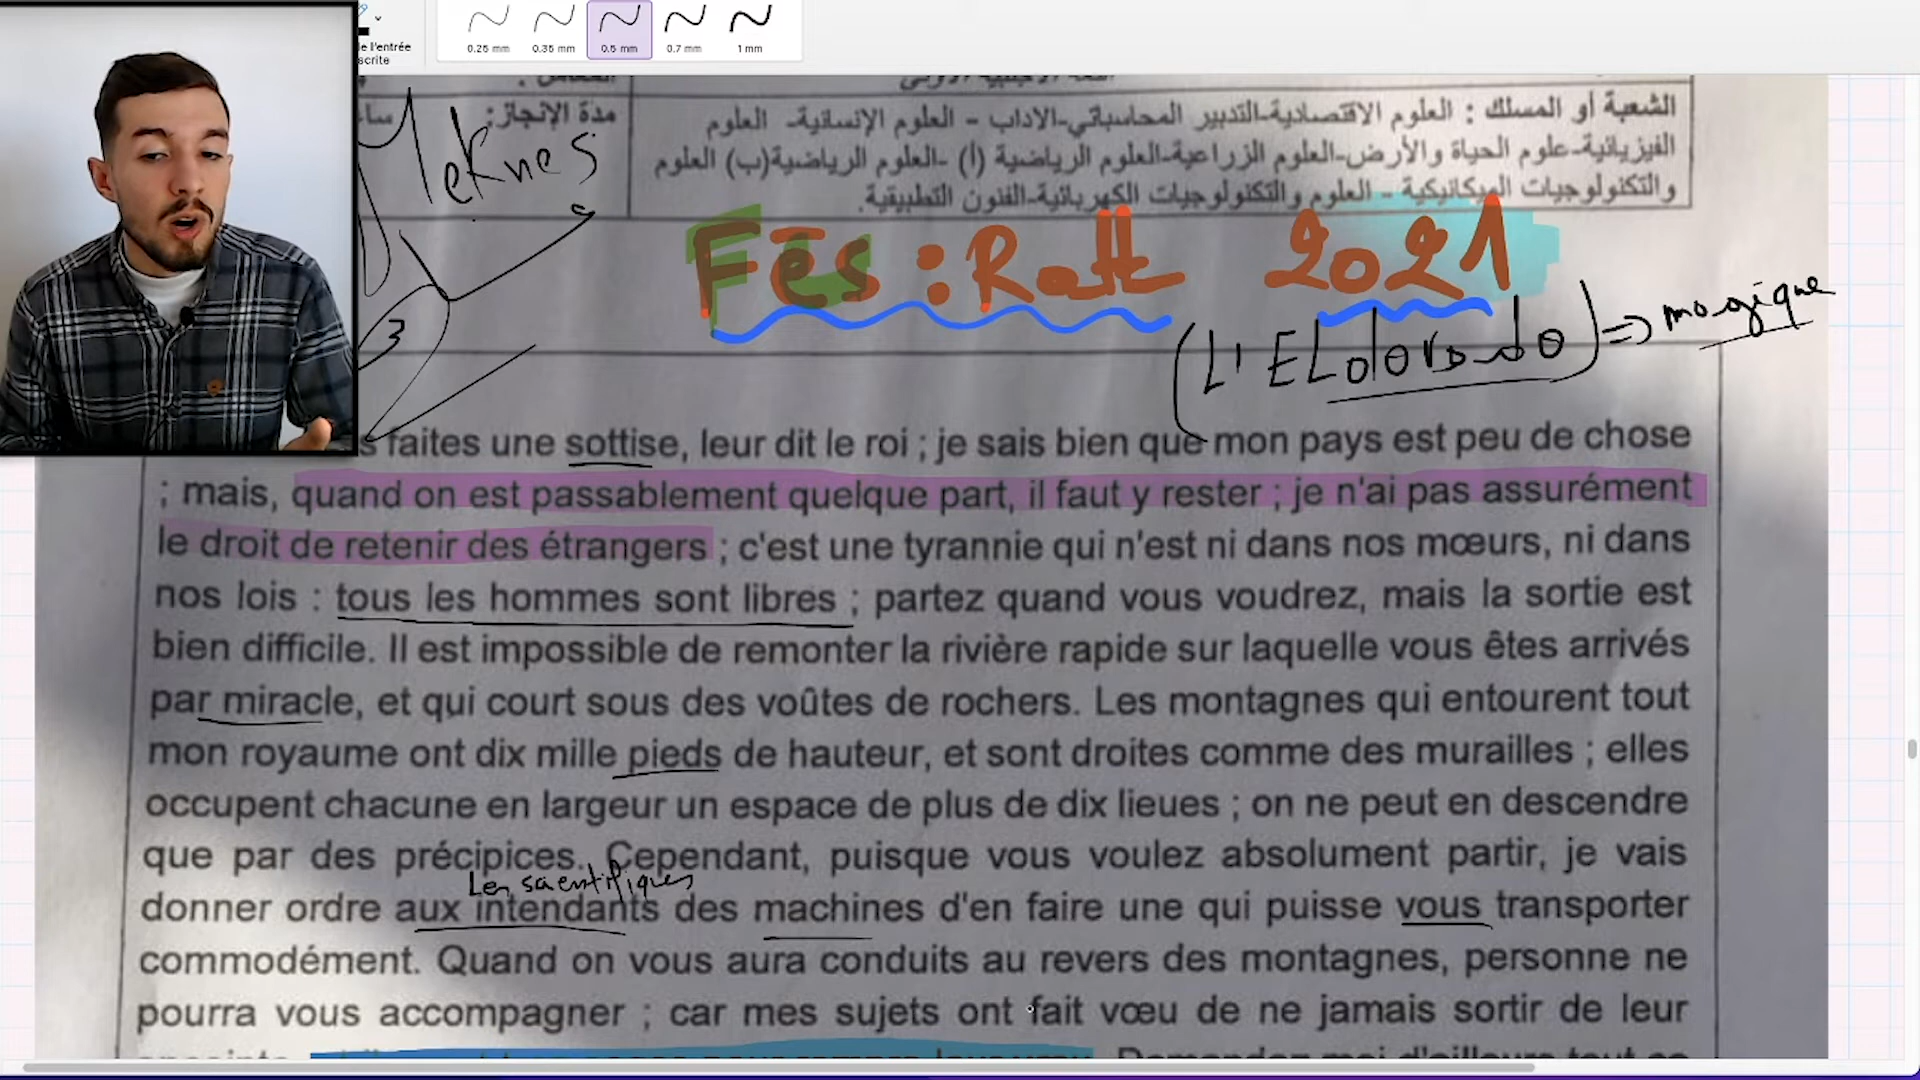 de l'entrée
scrite
0.25 mm 0.35 mm 0.5 mm 0.7 mm 1 mm
الشعبة أو المسلك : العلوم الاقتصادية-التدبير المحاسباتي-الاداب - العلوم الإنسانية- العلوم
الفيزيائية-علوم الحياة والأرض-العلوم الزراعية-العلوم الرياضية (أ) -العلوم الرياضية(ب) العلوم
والتكنولوجيات الميكانيكية - العلوم والتكنولوجيات الكهربائية-الفنون التطبيقية.
مدة الإنجاز:
Meknes
3
Fès : Ratt 2021
(L'ELdorado) => magique
s faites une sottise, leur dit le roi ; je sais bien que mon pays est peu de chose
; mais, quand on est passablement quelque part, il faut y rester ; je n'ai pas assurément
le droit de retenir des étrangers ; c'est une tyrannie qui n'est ni dans nos mœurs, ni dans
nos lois : tous les hommes sont libres ; partez quand vous voudrez, mais la sortie est
bien difficile. Il est impossible de remonter la rivière rapide sur laquelle vous êtes arrivés
par miracle, et qui court sous des voûtes de rochers. Les montagnes qui entourent tout
mon royaume ont dix mille pieds de hauteur, et sont droites comme des murailles ; elles
occupent chacune en largeur un espace de plus de dix lieues ; on ne peut en descendre
que par des précipices. Cependant, puisque vous voulez absolument partir, je vais
Les scientifiques
donner ordre aux intendants des machines d'en faire une qui puisse vous transporter
commodément. Quand on vous aura conduits au revers des montagnes, personne ne
pourra vous accompagner ; car mes sujets ont fait vœu de ne jamais sortir de leur